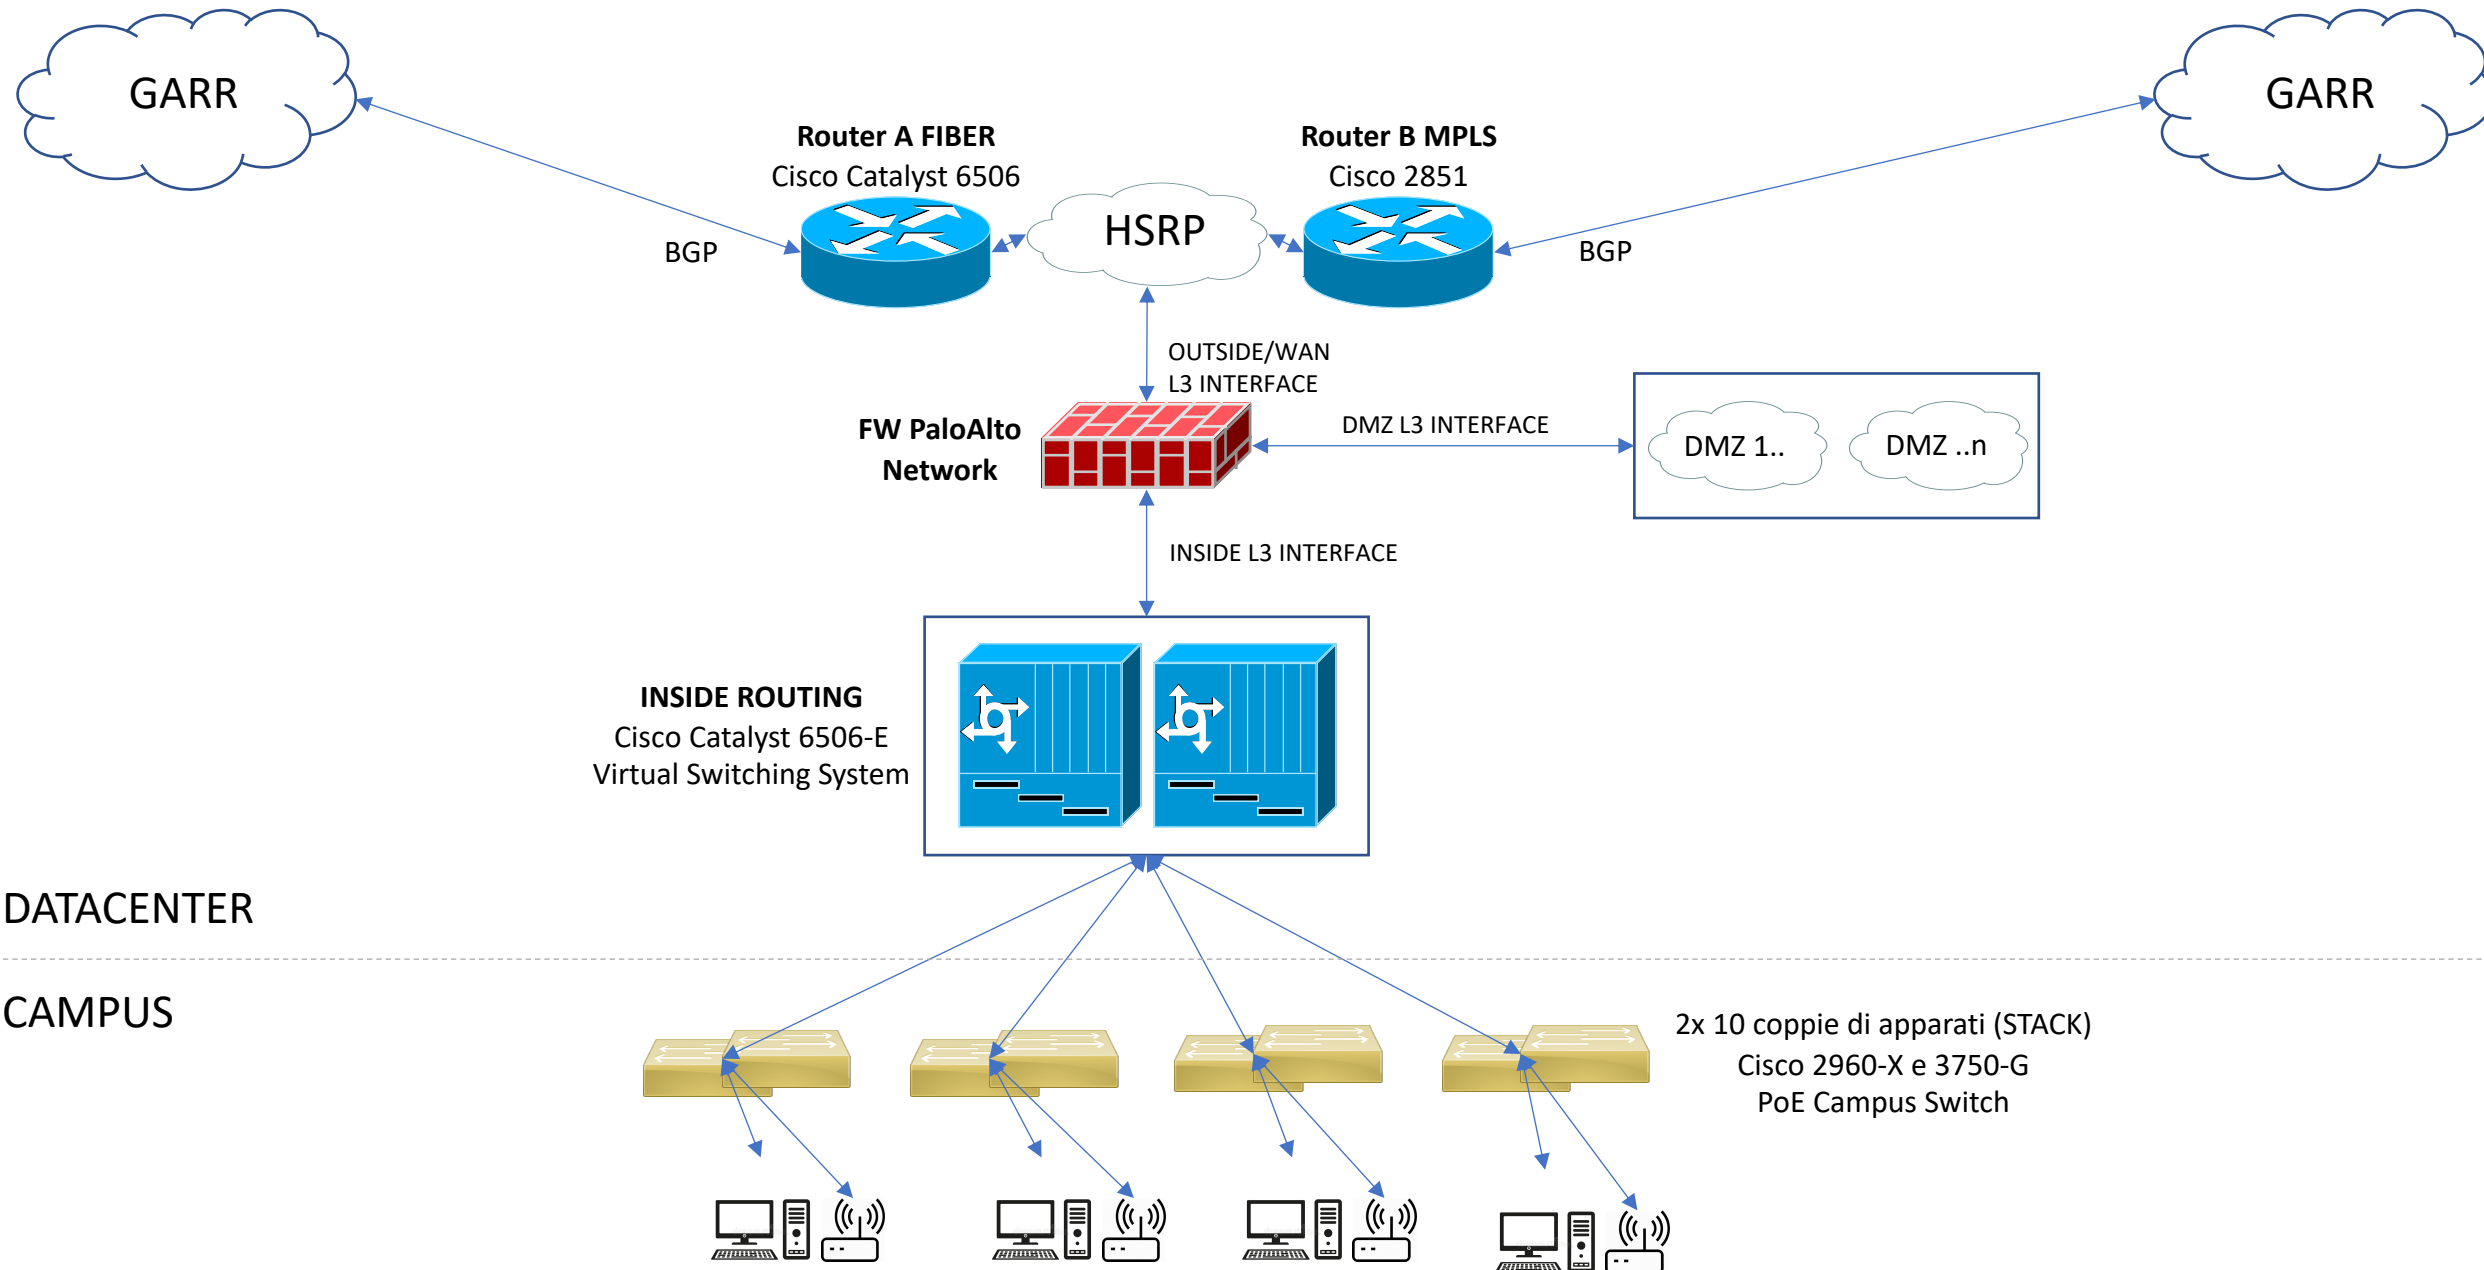 GARR
GARR
Router A FIBER
Cisco Catalyst 6506
Router B MPLS
Cisco 2851
HSRP
BGP
BGP
OUTSIDE/WAN
L3 INTERFACE
FW PaloAlto
Network
DMZ L3 INTERFACE
DMZ 1..
DMZ ..n
INSIDE L3 INTERFACE
INSIDE ROUTING
Cisco Catalyst 6506-E
Virtual Switching System
DATACENTER
CAMPUS
2x 10 coppie di apparati (STACK)
Cisco 2960-X e 3750-G
PoE Campus Switch